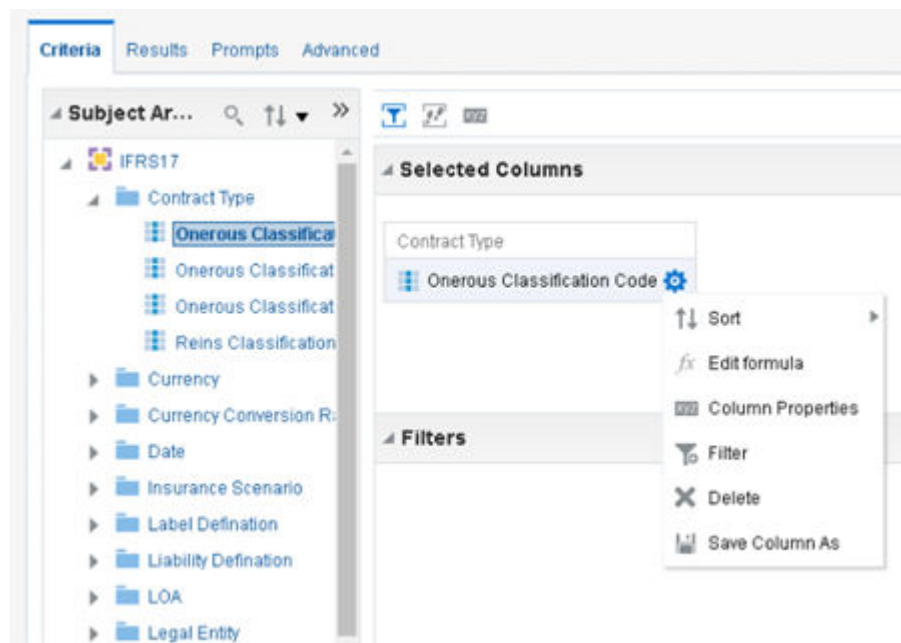 Criteria Results Prompts Advanced
Subject Ar...
IFRS17
Contract Type
Onerous Classifica
Onerous Classificat
Onerous Classificat
Reins Classification
Currency
Currency Conversion R
Date
Insurance Scenario
Label Defination
Liability Defination
LOA
Legal Entity
Selected Columns
Contract Type
Onerous Classification Code
Sort
fx Edit formula
Column Properties
Filter
Delete
Save Column As
Filters